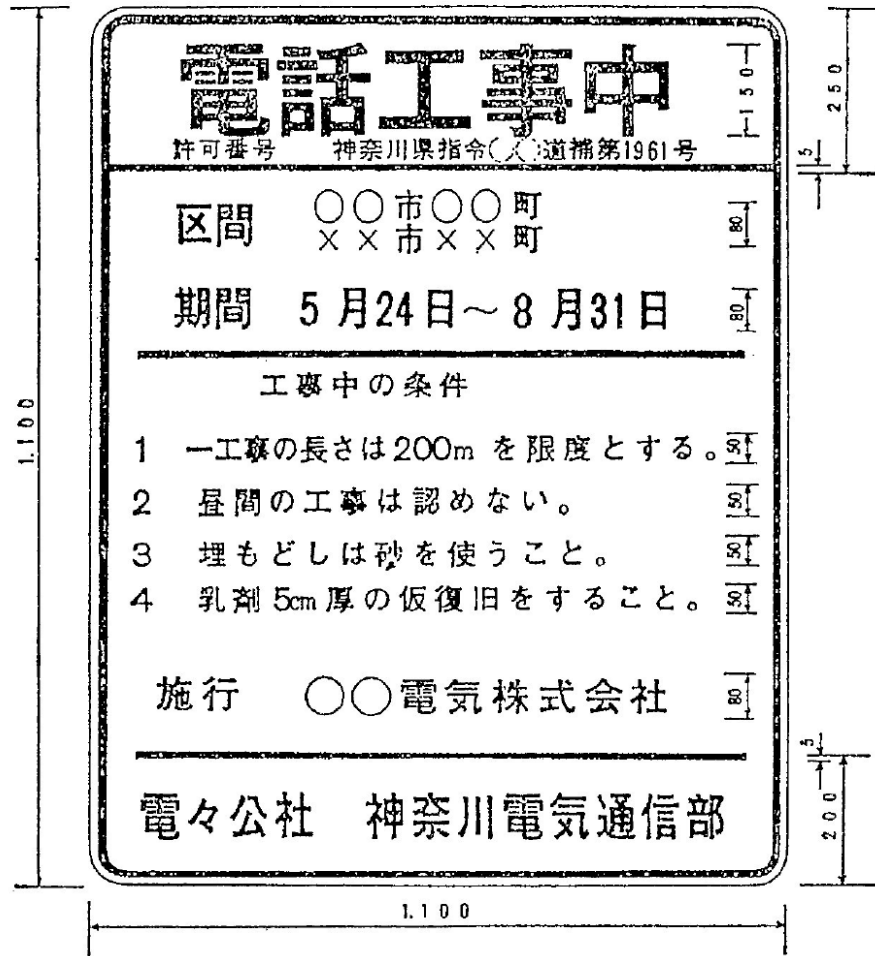 電話工事中
許可番号 神奈川県指令(○×○)道補第1961号
区間 ○○市○○町
××市××町
期間 5月24日～8月31日
工事中の条件
1 一工事の長さは200mを限度とする。
2 昼間の工事は認めない。
3 埋もどしは砂を使うこと。
4 乳剤5cm厚の仮復旧をすること。
施行 ○○電気株式会社
電々公社 神奈川電気通信部
1.100
1.100
150
250
5
80
80
50
50
50
50
80
5
200